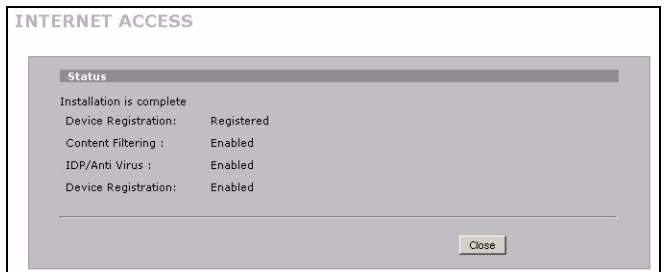 INTERNET ACCESS
Status
Installation is complete
Device Registration: Registered
Content Filtering : Enabled
IDP/Anti Virus : Enabled
Device Registration: Enabled
Close